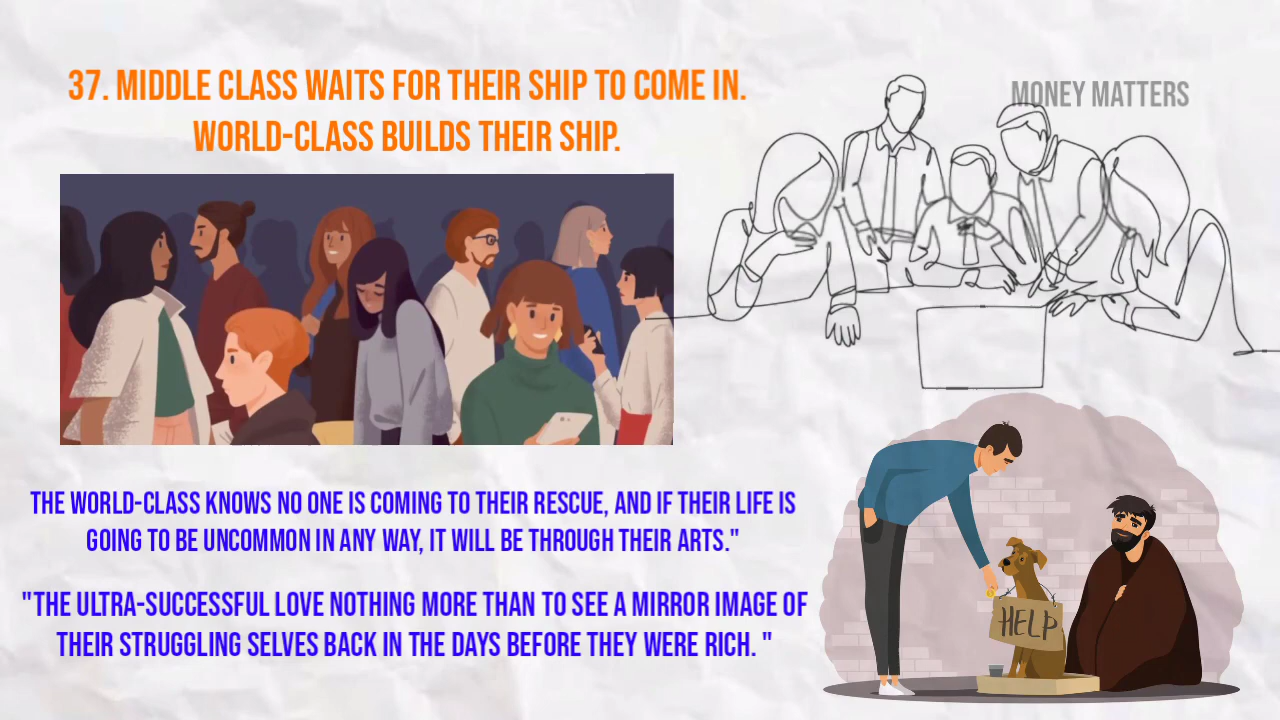 37. MIDDLE CLASS WAITS FOR THEIR SHIP TO COME IN.
WORLD-CLASS BUILDS THEIR SHIP.
MONEY MATTERS
THE WORLD-CLASS KNOWS NO ONE IS COMING TO THEIR RESCUE, AND IF THEIR LIFE IS
GOING TO BE UNCOMMON IN ANY WAY, IT WILL BE THROUGH THEIR ARTS."
"THE ULTRA-SUCCESSFUL LOVE NOTHING MORE THAN TO SEE A MIRROR IMAGE OF
THEIR STRUGGLING SELVES BACK IN THE DAYS BEFORE THEY WERE RICH. "
HELP